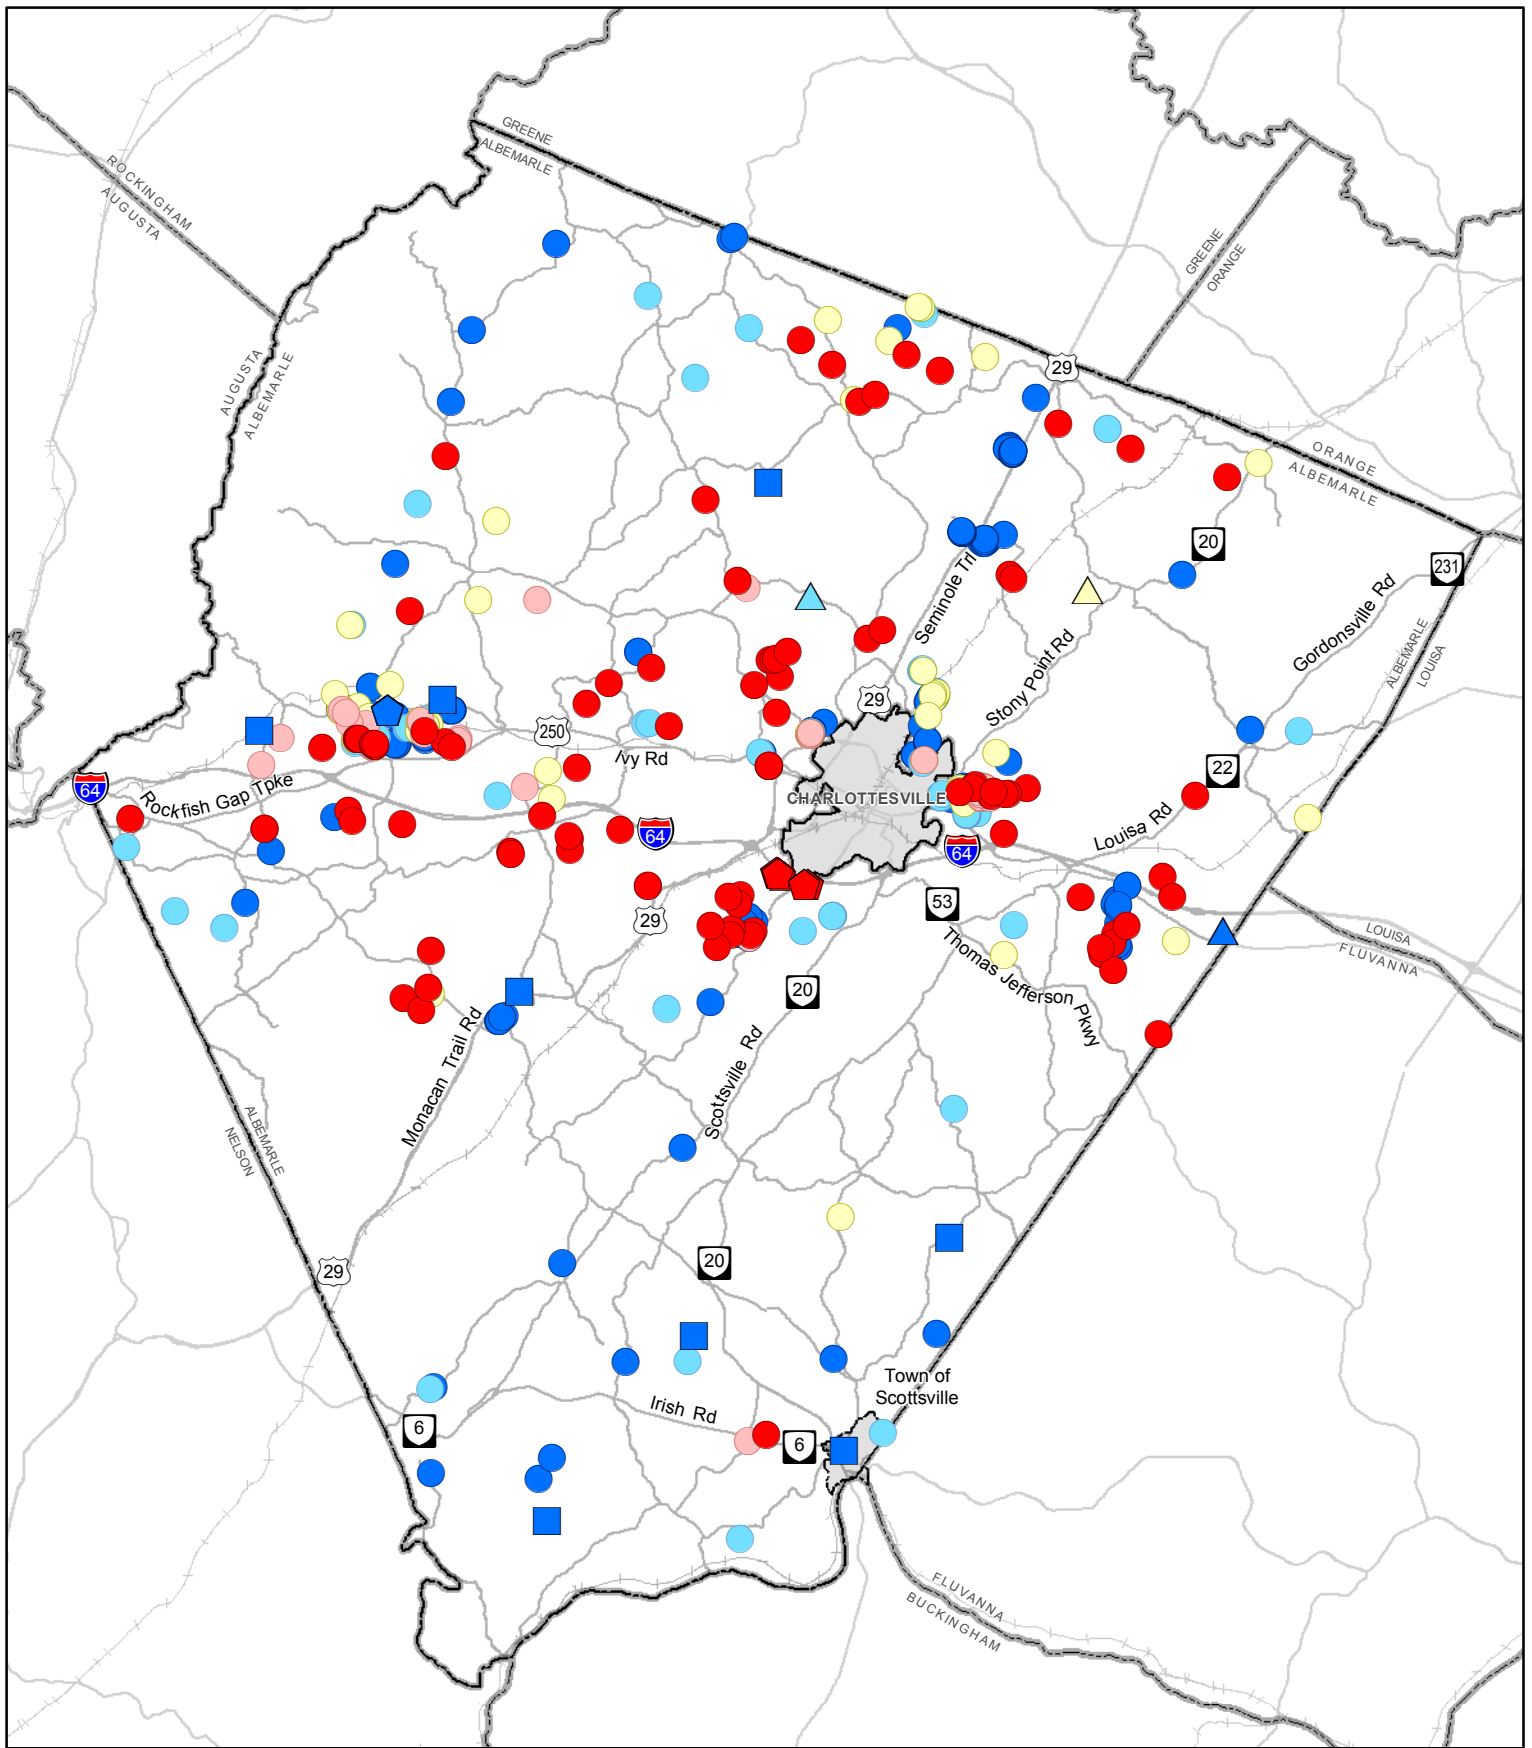 GREENE
ALBEMARLE
ROCKINGHAM
AUGUSTA
GREENE
ORANGE
AUGUSTA
ALBEMARLE
29
ORANGE
ALBEMARLE
20
231
Seminole Trl
Gordonsville Rd
Stony Point Rd
ALBEMARLE
LOUISA
29
250
Ivy Rd
22
64
Rockfish Gap Tpke
CHARLOTTESVILLE
64
64
Louisa Rd
29
53
LOUISA
FLUVANNA
Thomas Jefferson Pkwy
20
Monacan Trail Rd
Scottsville Rd
ALBEMARLE
NELSON
29
20
Town of
Scottsville
Irish Rd
6
6
FLUVANNA
BUCKINGHAM